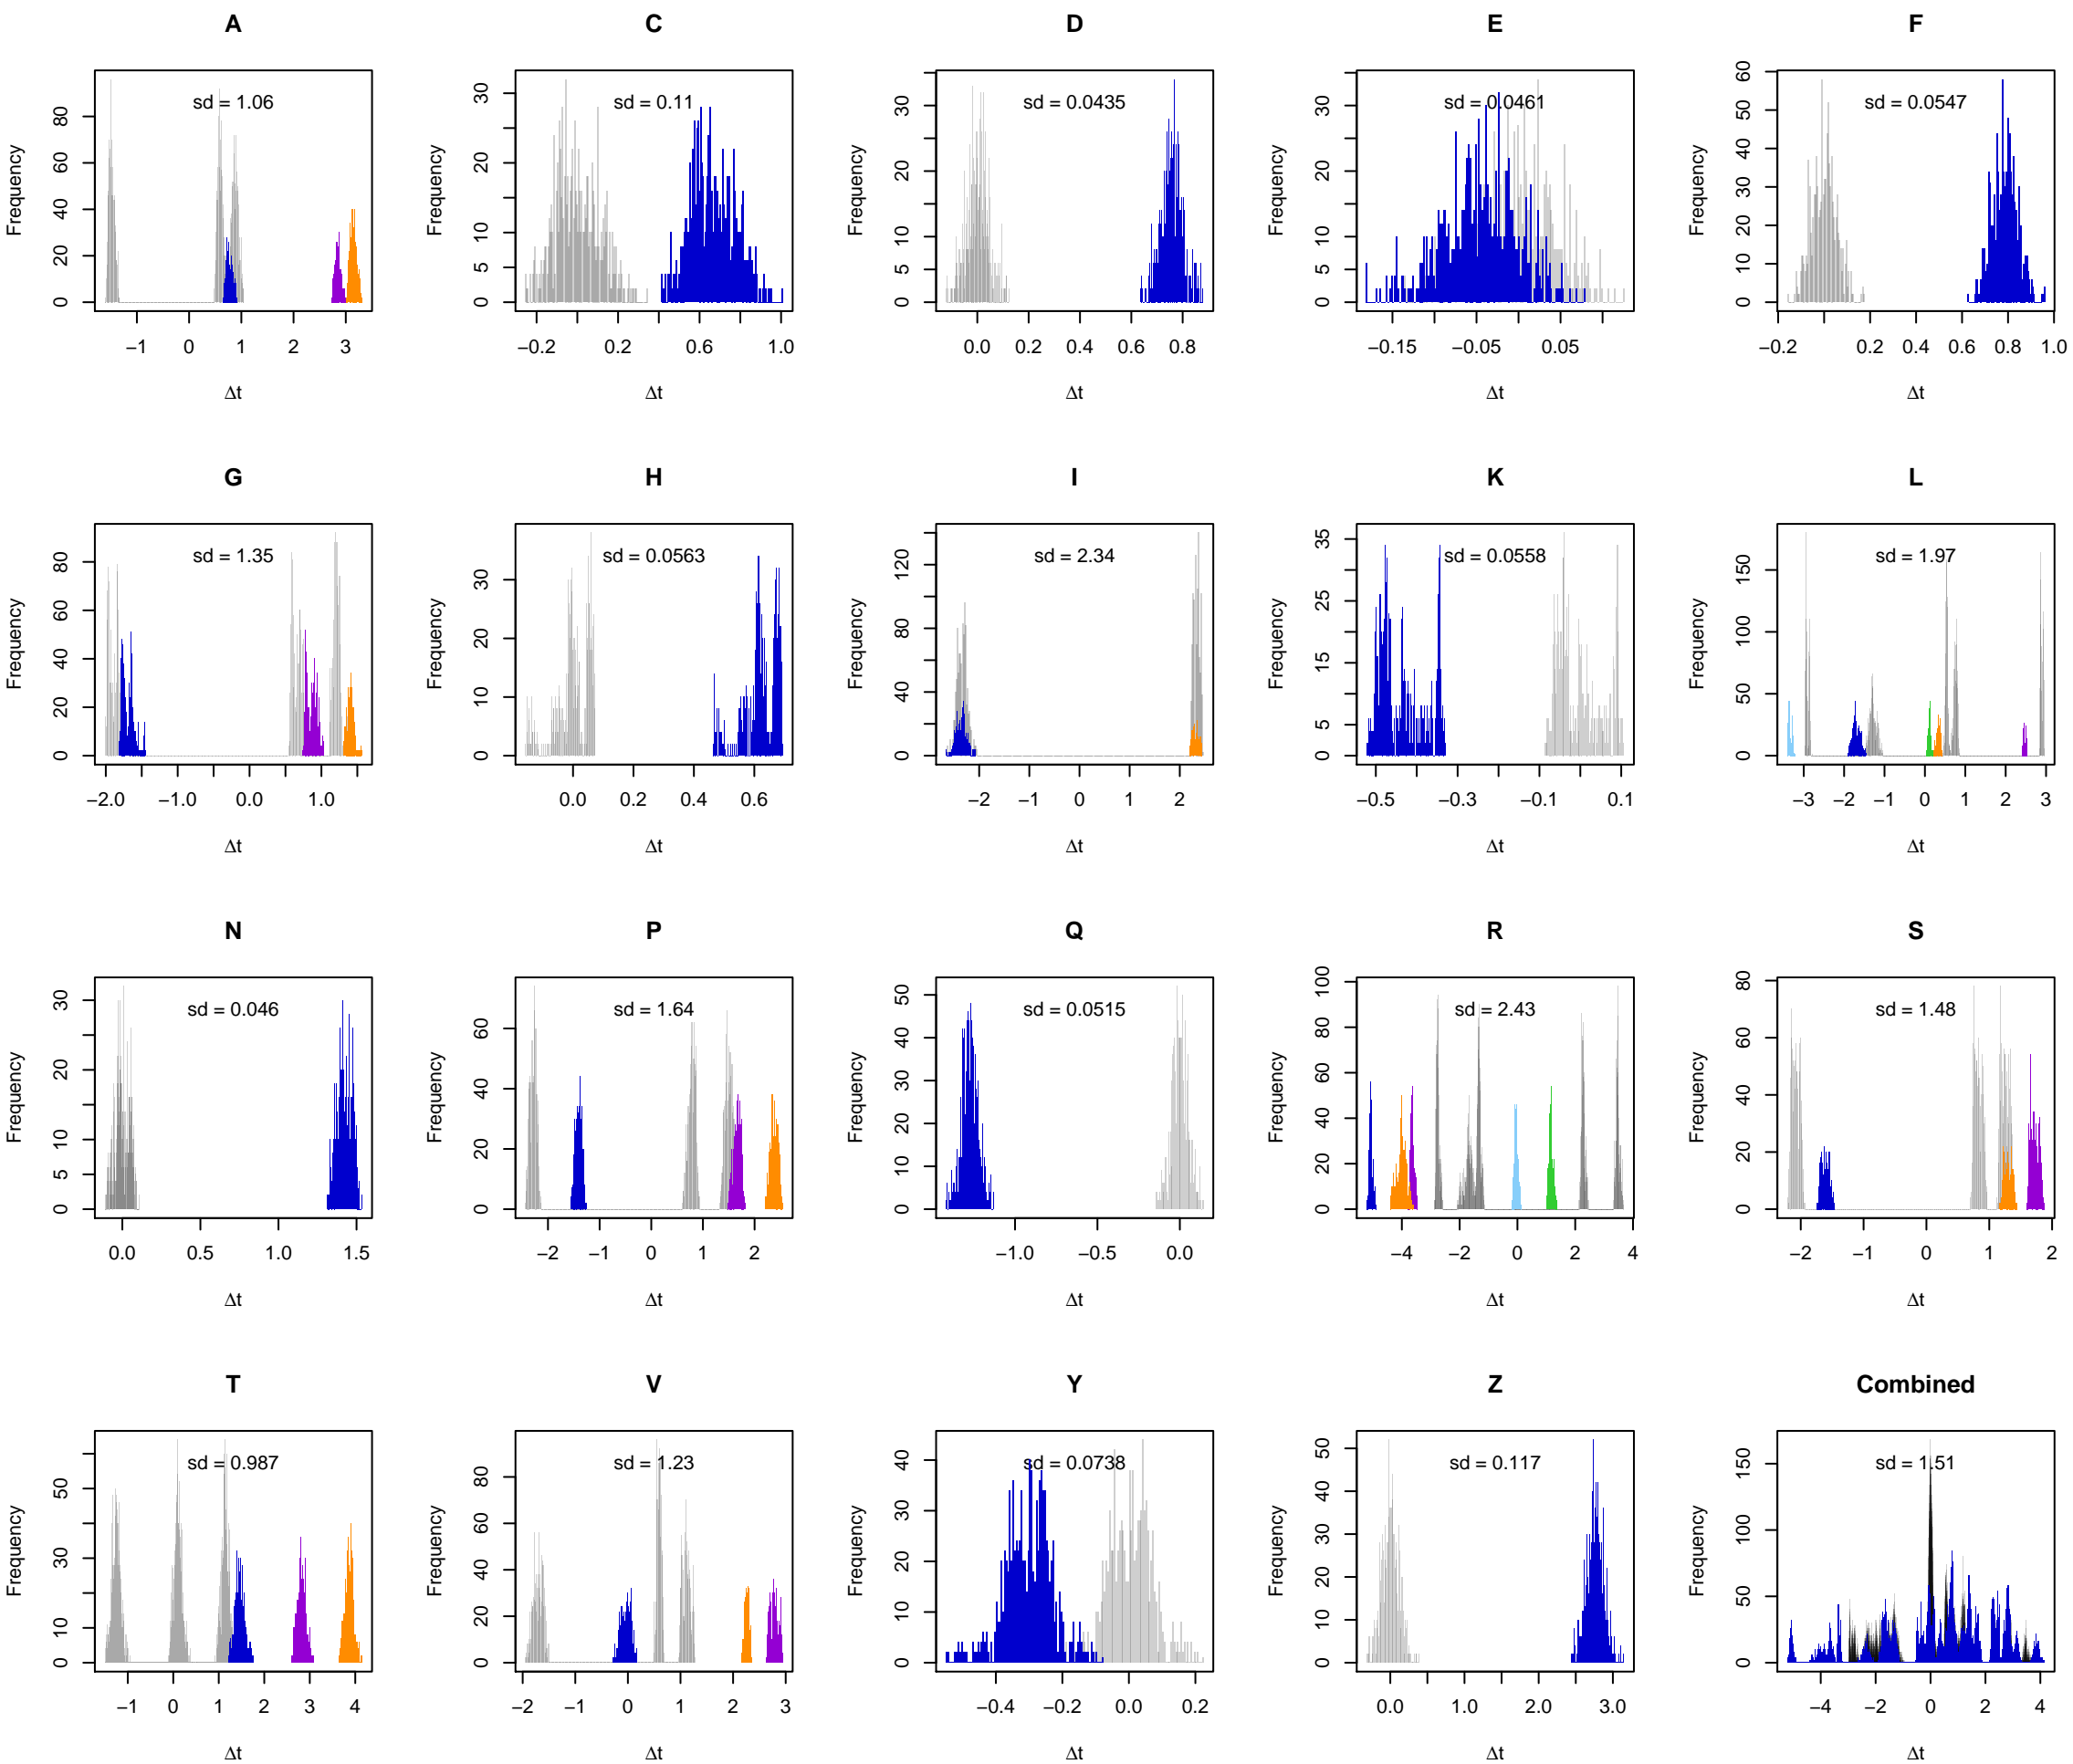 A
sd = 1.06
Frequency
0 20 40 60 80
−1 0 1 2 3
Δt
C
sd = 0.11
Frequency
0 5 10 20 30
−0.2 0.2 0.6 1.0
Δt
D
sd = 0.0435
Frequency
0 5 10 20 30
0.0 0.2 0.4 0.6 0.8
Δt
E
sd = 0.0461
Frequency
0 5 10 20 30
−0.15 −0.05 0.05
Δt
F
sd = 0.0547
Frequency
0 10 20 30 40 50 60
−0.2 0.2 0.4 0.6 0.8 1.0
Δt
G
sd = 1.35
Frequency
0 20 40 60 80
−2.0 −1.0 0.0 1.0
Δt
H
sd = 0.0563
Frequency
0 10 20 30
0.0 0.2 0.4 0.6
Δt
I
sd = 2.34
Frequency
0 40 80 120
−2 −1 0 1 2
Δt
K
sd = 0.0558
Frequency
0 5 15 25 35
−0.5 −0.3 −0.1 0.1
Δt
L
sd = 1.97
Frequency
0 50 100 150
−3 −2 −1 0 1 2 3
Δt
N
sd = 0.046
Frequency
0 5 10 20 30
0.0 0.5 1.0 1.5
Δt
P
sd = 1.64
Frequency
0 20 40 60
−2 −1 0 1 2
Δt
Q
sd = 0.0515
Frequency
0 10 20 30 40 50
−1.0 −0.5 0.0
Δt
R
sd = 2.43
Frequency
0 20 40 60 80 100
−4 −2 0 2 4
Δt
S
sd = 1.48
Frequency
0 20 40 60 80
−2 −1 0 1 2
Δt
T
sd = 0.987
Frequency
0 10 30 50
−1 0 1 2 3 4
Δt
V
sd = 1.23
Frequency
0 20 40 60 80
−2 −1 0 1 2 3
Δt
Y
sd = 0.0738
Frequency
0 10 20 30 40
−0.4 −0.2 0.0 0.2
Δt
Z
sd = 0.117
Frequency
0 10 20 30 40 50
0.0 1.0 2.0 3.0
Δt
Combined
sd = 1.51
Frequency
0 50 100 150
−4 −2 0 2 4
Δt